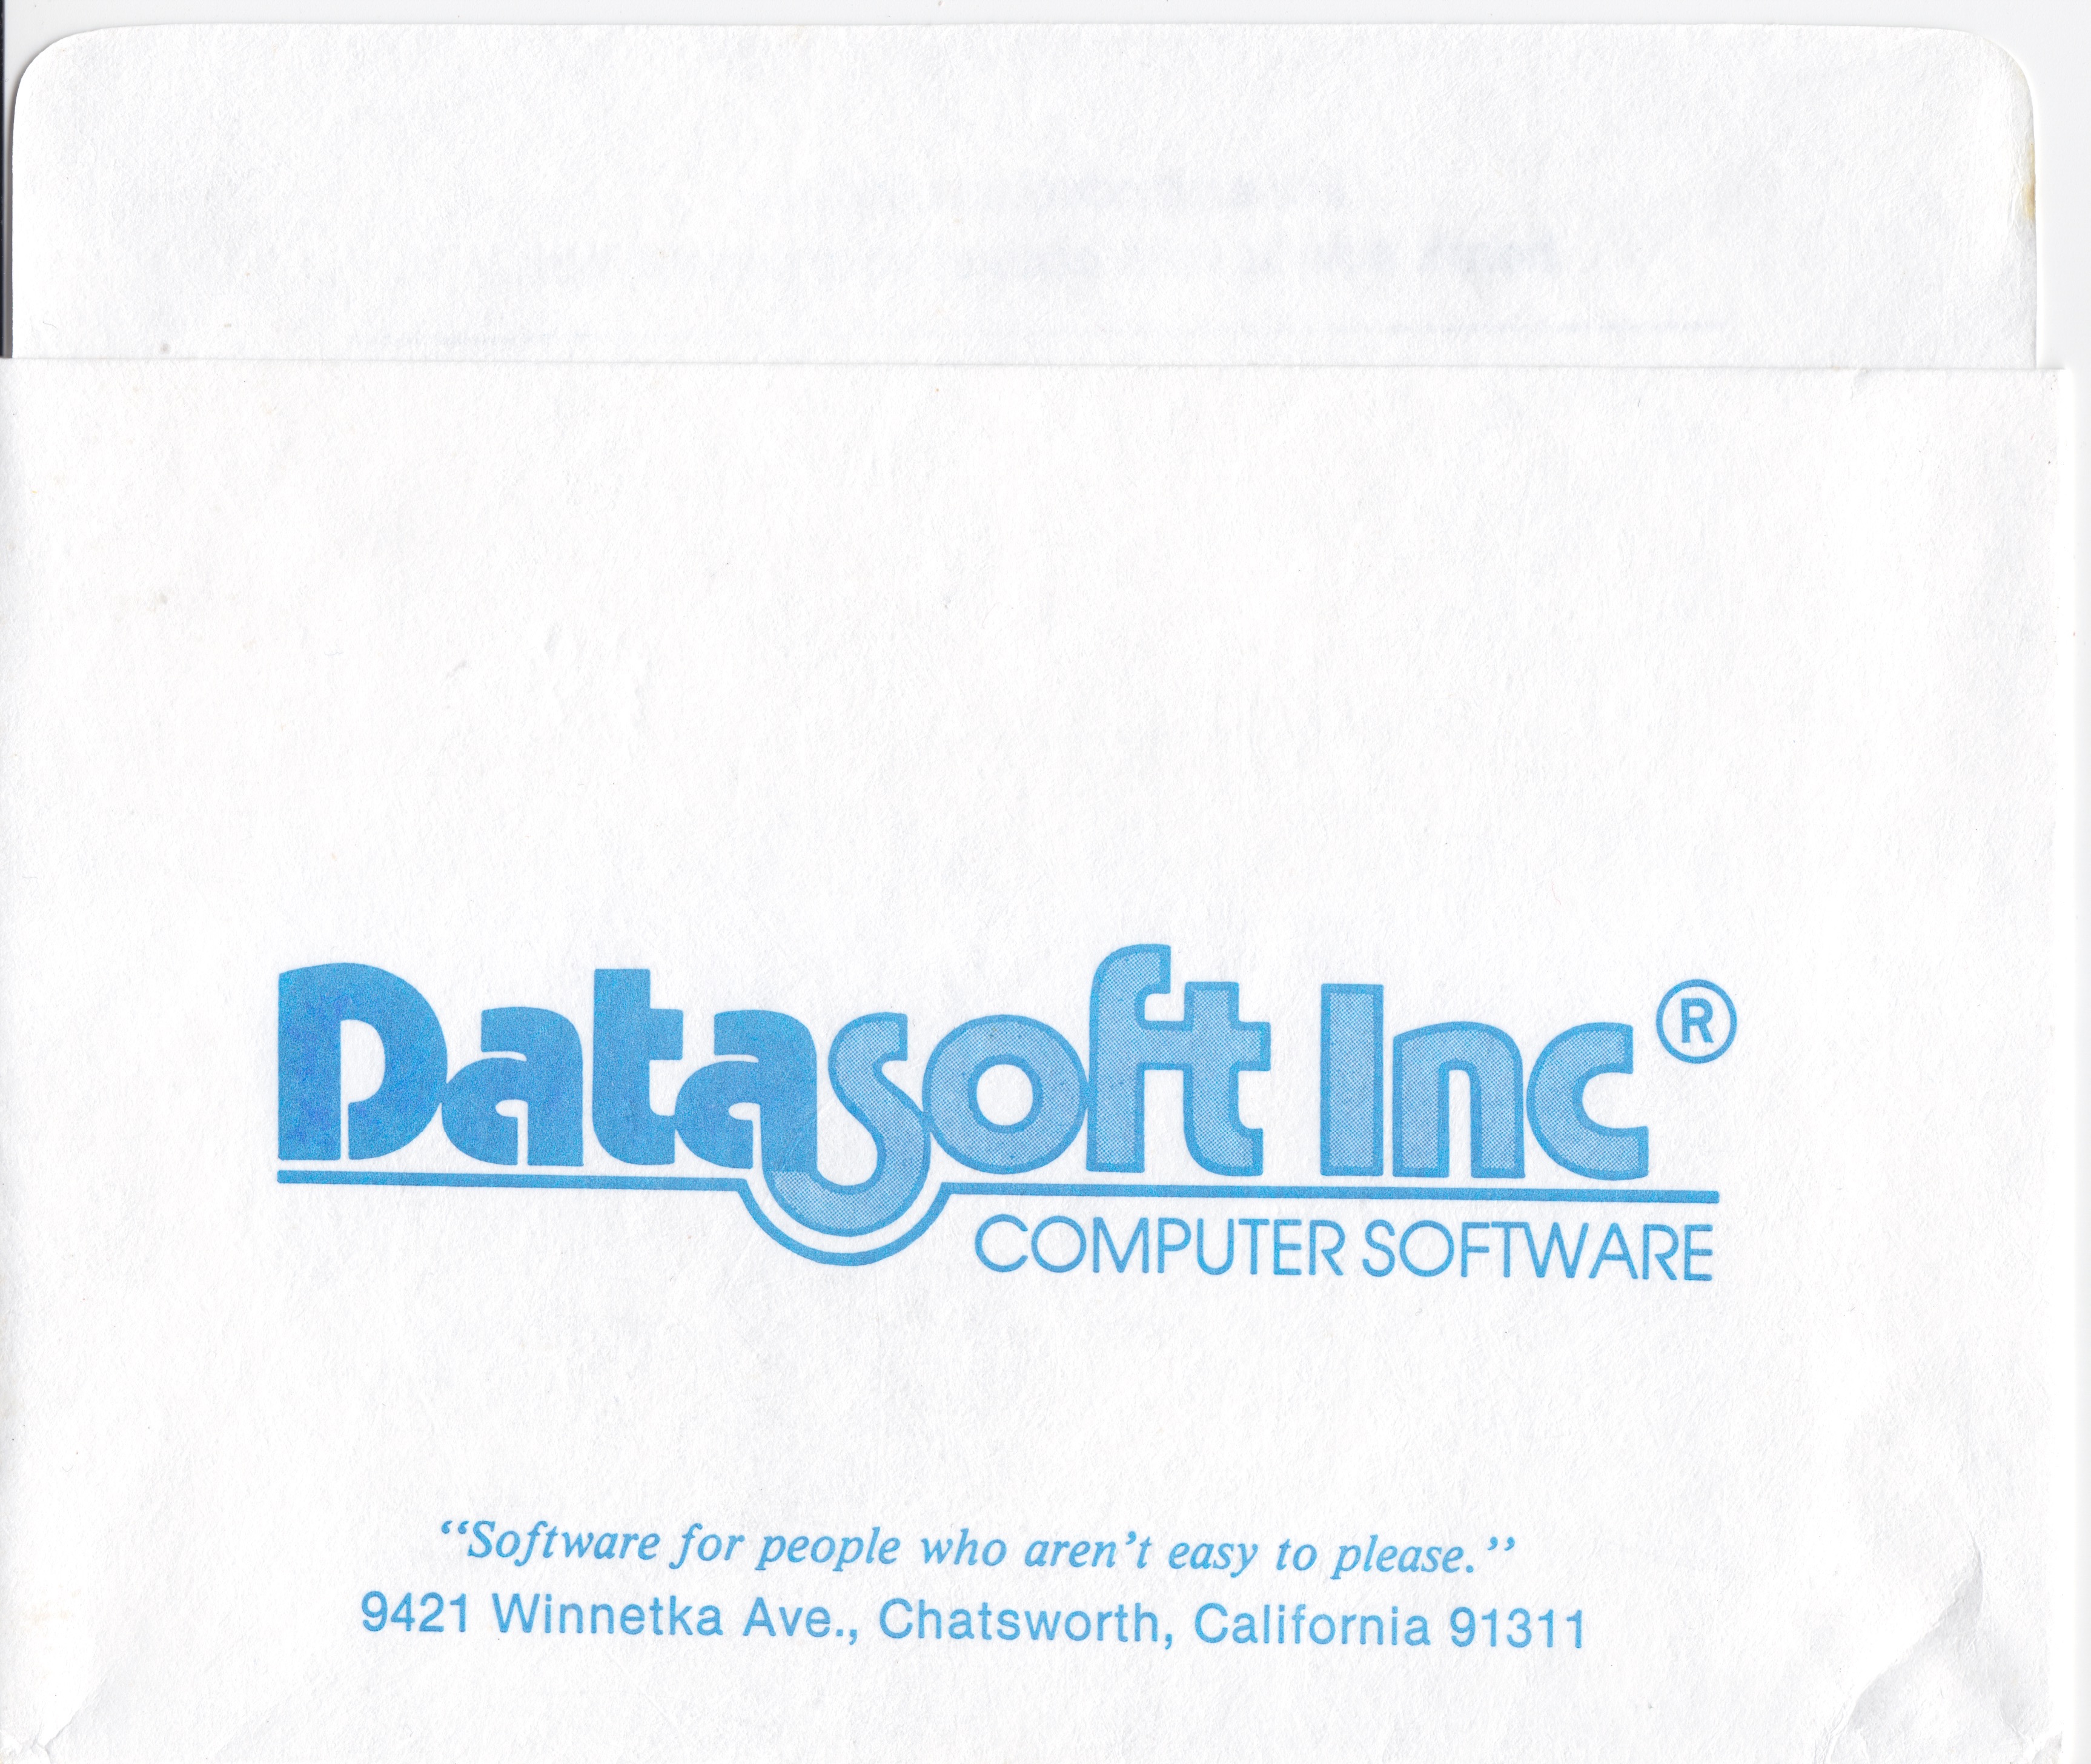 Datasoft Inc®
COMPUTER SOFTWARE
“Software for people who aren’t easy to please.”
9421 Winnetka Ave., Chatsworth, California 91311